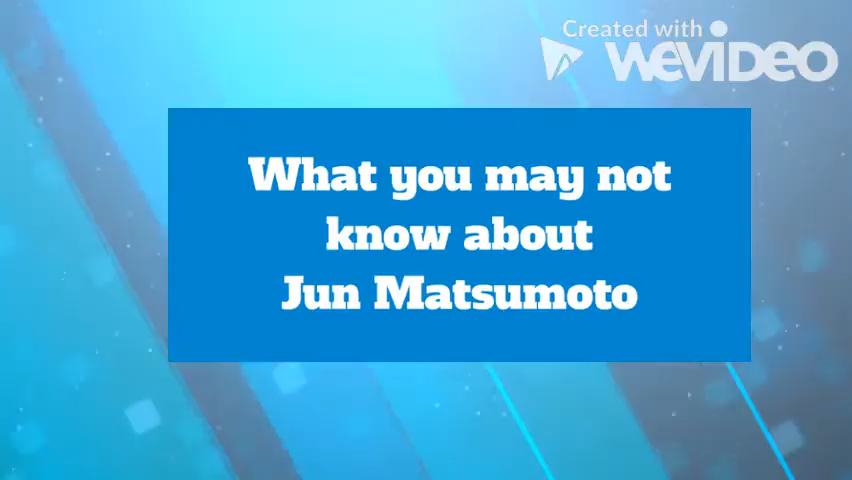 Created with
WEVIDEO
What you may not
know about
Jun Matsumoto